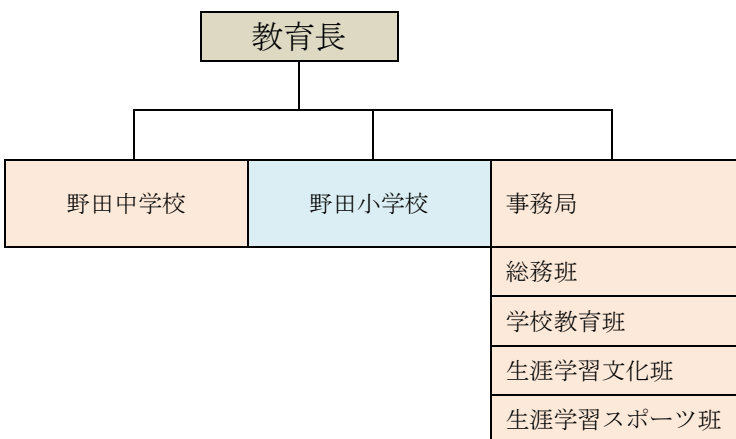 教育長
野田中学校
野田小学校
事務局
総務班
学校教育班
生涯学習文化班
生涯学習スポーツ班